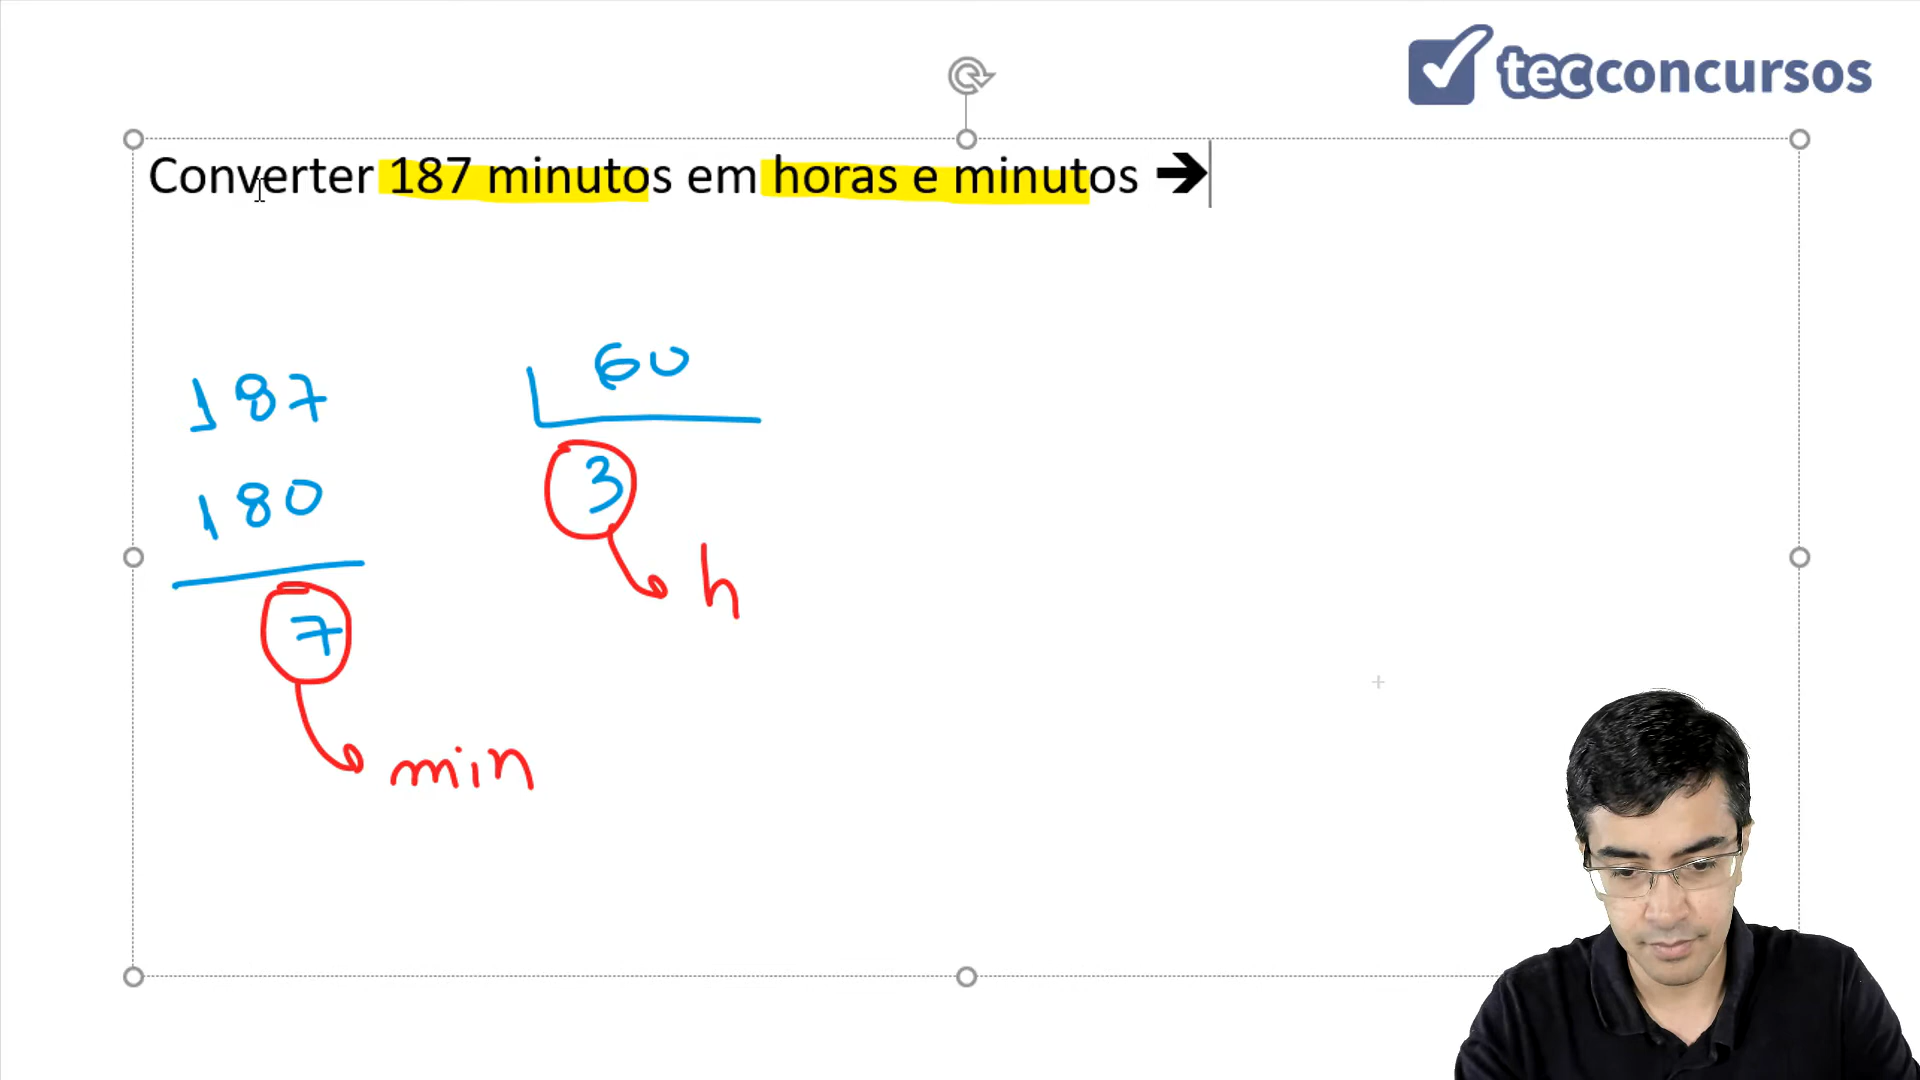 tecconcursos
Converter 187 minutos em horas e minutos →
187 60
180 3
h
7
min